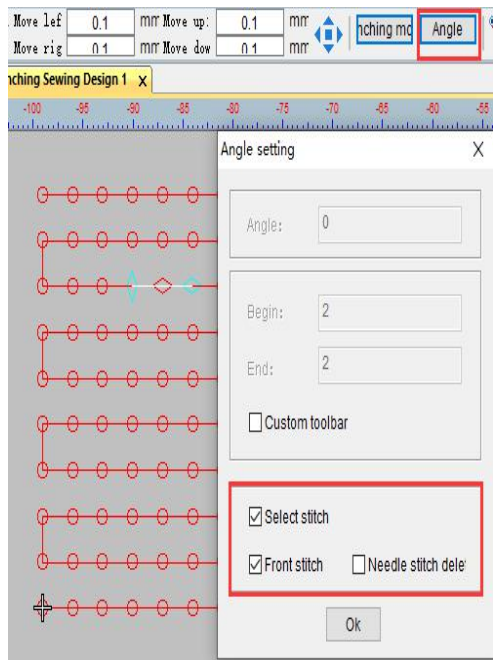 Move lef 0.1 mm Move up: 0.1 mm
Move rig 0.1 mm Move dow 0.1 mm
nching mo Angle
nching Sewing Design 1 x
-100 -95 -90 -85 -80 -75 -70 -65 -60 -55
Angle setting X
Angle: 0
Begin: 2
End: 2
Custom toolbar
Select stitch
Front stitch Needle stitch dele
Ok